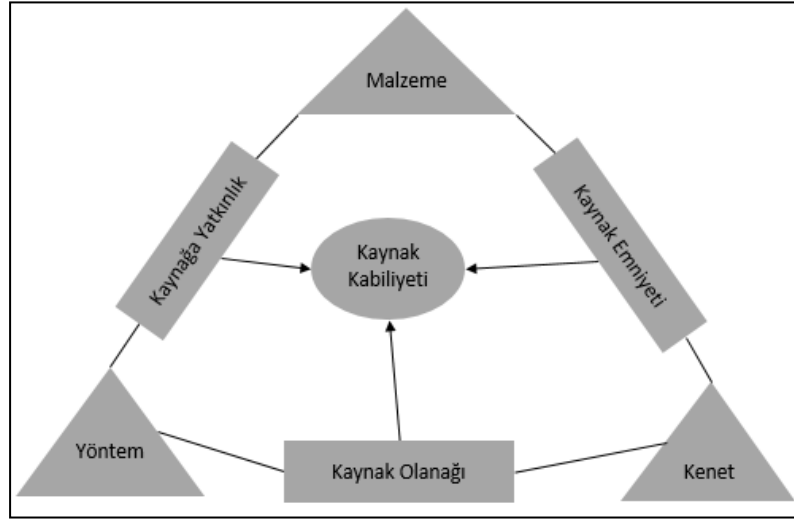 Malzeme
Kaynağa Yatkınlık
Kaynak Emniyeti
Kaynak
Kabiliyeti
Yöntem
Kaynak Olanağı
Kenet